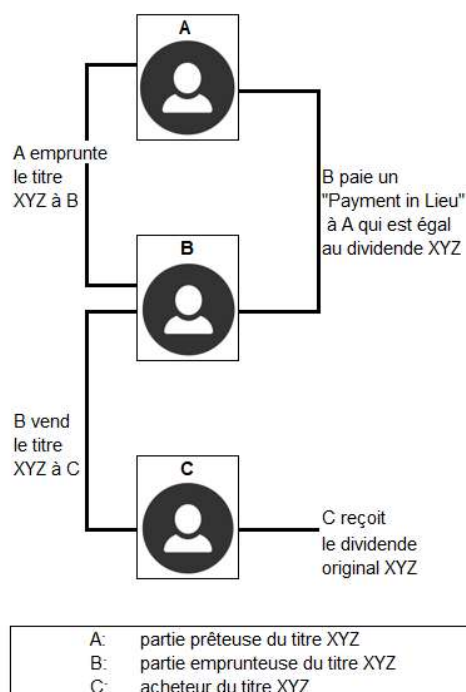 A
A emprunte
le titre
XYZ à B
B paie un
"Payment in Lieu"
à A qui est égal
au dividende XYZ
B
B vend
le titre
XYZ à C
C
C reçoit
le dividende
original XYZ
A: partie prêteuse du titre XYZ
B: partie emprunteuse du titre XYZ
C: acheteur du titre XYZ